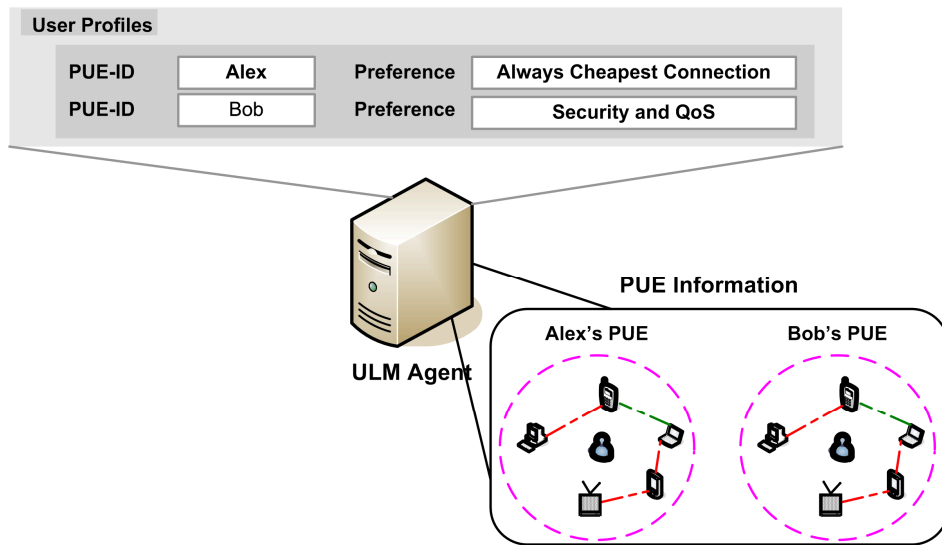 User Profiles
PUE-ID Alex Preference Always Cheapest Connection
PUE-ID Bob Preference Security and QoS
PUE Information
ULM Agent
Alex's PUE Bob's PUE